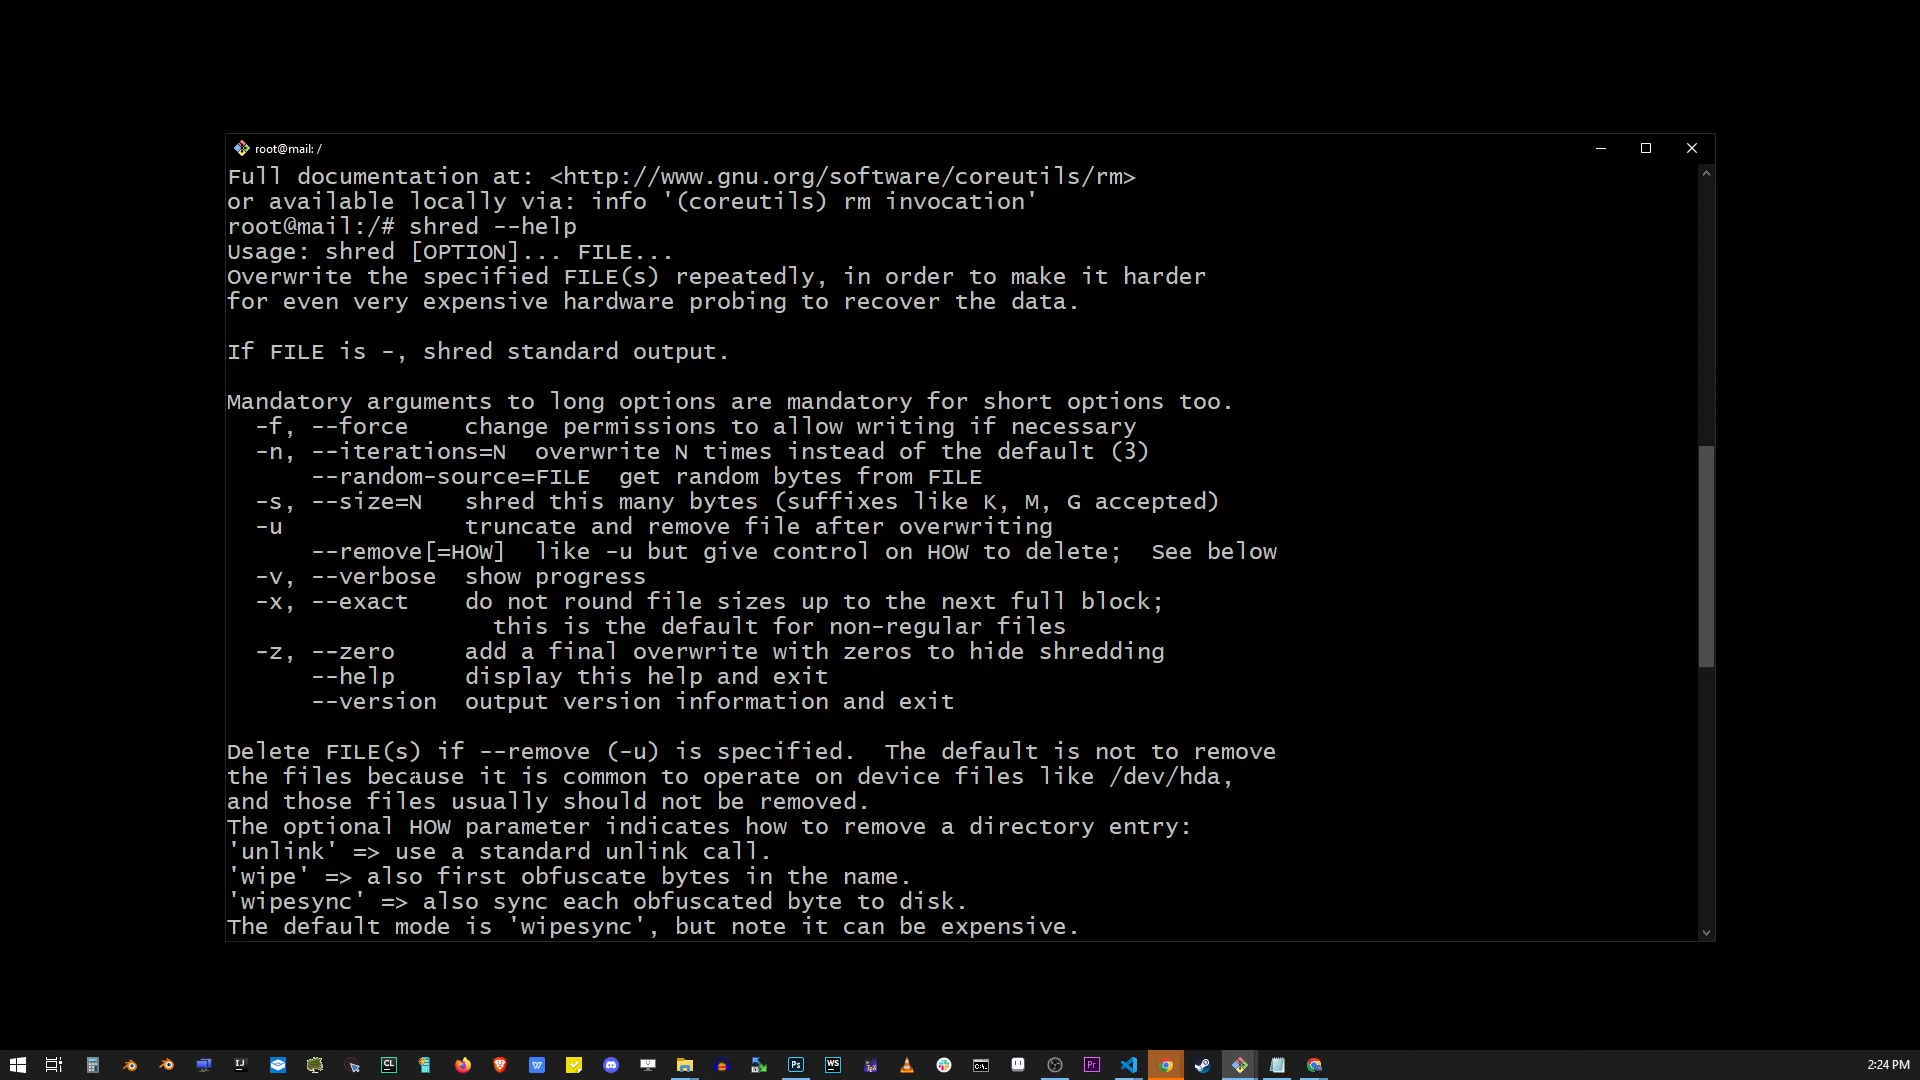 root@mail: /
Full documentation at: <http://www.gnu.org/software/coreutils/rm>
or available locally via: info '(coreutils) rm invocation'
root@mail:/# shred --help
Usage: shred [OPTION]... FILE...
Overwrite the specified FILE(s) repeatedly, in order to make it harder
for even very expensive hardware probing to recover the data.

If FILE is -, shred standard output.

Mandatory arguments to long options are mandatory for short options too.
  -f, --force    change permissions to allow writing if necessary
  -n, --iterations=N  overwrite N times instead of the default (3)
      --random-source=FILE  get random bytes from FILE
  -s, --size=N   shred this many bytes (suffixes like K, M, G accepted)
  -u             truncate and remove file after overwriting
      --remove[=HOW]  like -u but give control on HOW to delete;  See below
  -v, --verbose  show progress
  -x, --exact    do not round file sizes up to the next full block;
                   this is the default for non-regular files
  -z, --zero     add a final overwrite with zeros to hide shredding
      --help     display this help and exit
      --version  output version information and exit

Delete FILE(s) if --remove (-u) is specified.  The default is not to remove
the files because it is common to operate on device files like /dev/hda,
and those files usually should not be removed.
The optional HOW parameter indicates how to remove a directory entry:
'unlink' => use a standard unlink call.
'wipe' => also first obfuscate bytes in the name.
'wipesync' => also sync each obfuscated byte to disk.
The default mode is 'wipesync', but note it can be expensive.
IJ
CL
W
Ps
WS
C:\.
Pr
2:24 PM